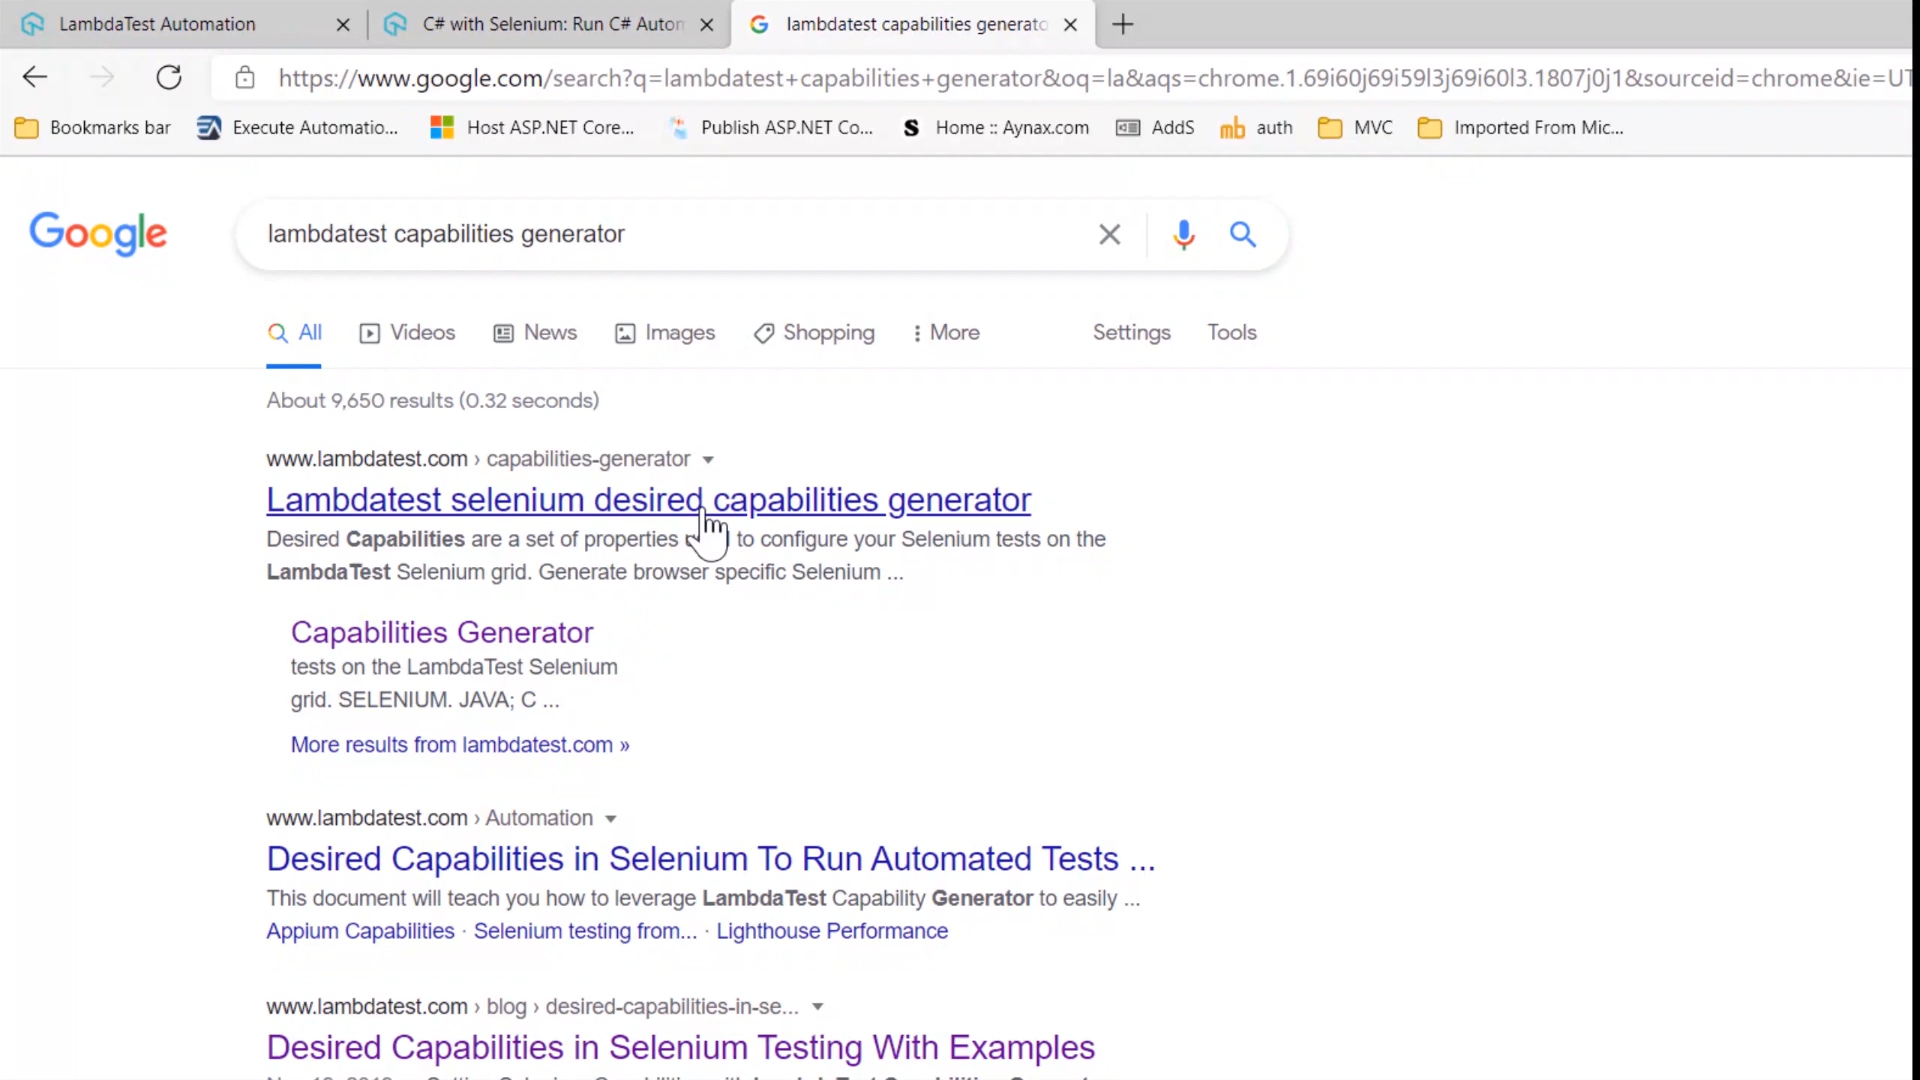 LambdaTest Automation
C# with Selenium: Run C# Autom
lambdatest capabilities generato
https://www.google.com/search?q=lambdatest+capabilities+generator&oq=la&aqs=chrome.1.69i60j69i59l3j69i60l3.1807j0j1&sourceid=chrome&ie=UT
Bookmarks bar
Execute Automatio...
Host ASP.NET Core...
Publish ASP.NET Co...
Home :: Aynax.com
AddS
auth
MVC
Imported From Mic...
Google
lambdatest capabilities generator
All
Videos
News
Images
Shopping
More
Settings
Tools
About 9,650 results (0.32 seconds)
www.lambdatest.com › capabilities-generator
Lambdatest selenium desired capabilities generator
Desired Capabilities are a set of properties to configure your Selenium tests on the
LambdaTest Selenium grid. Generate browser specific Selenium ...
Capabilities Generator
tests on the LambdaTest Selenium
grid. SELENIUM. JAVA; C ...
More results from lambdatest.com »
www.lambdatest.com › Automation
Desired Capabilities in Selenium To Run Automated Tests ...
This document will teach you how to leverage LambdaTest Capability Generator to easily ...
Appium Capabilities · Selenium testing from... · Lighthouse Performance
www.lambdatest.com › blog › desired-capabilities-in-se...
Desired Capabilities in Selenium Testing With Examples